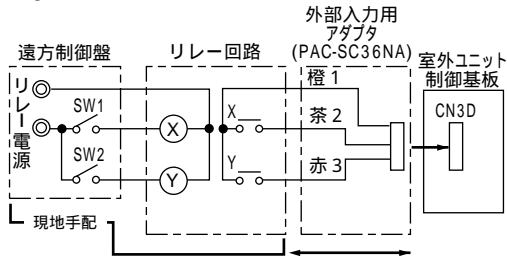 外部入力用
アダプタ
(PAC-SC36NA)
遠方制御盤
リレー回路
室外ユニット
制御基板
リレー電源
SW1
SW2
X
Y
X
Y
橙 1
茶 2
赤 3
CN3D
現地手配